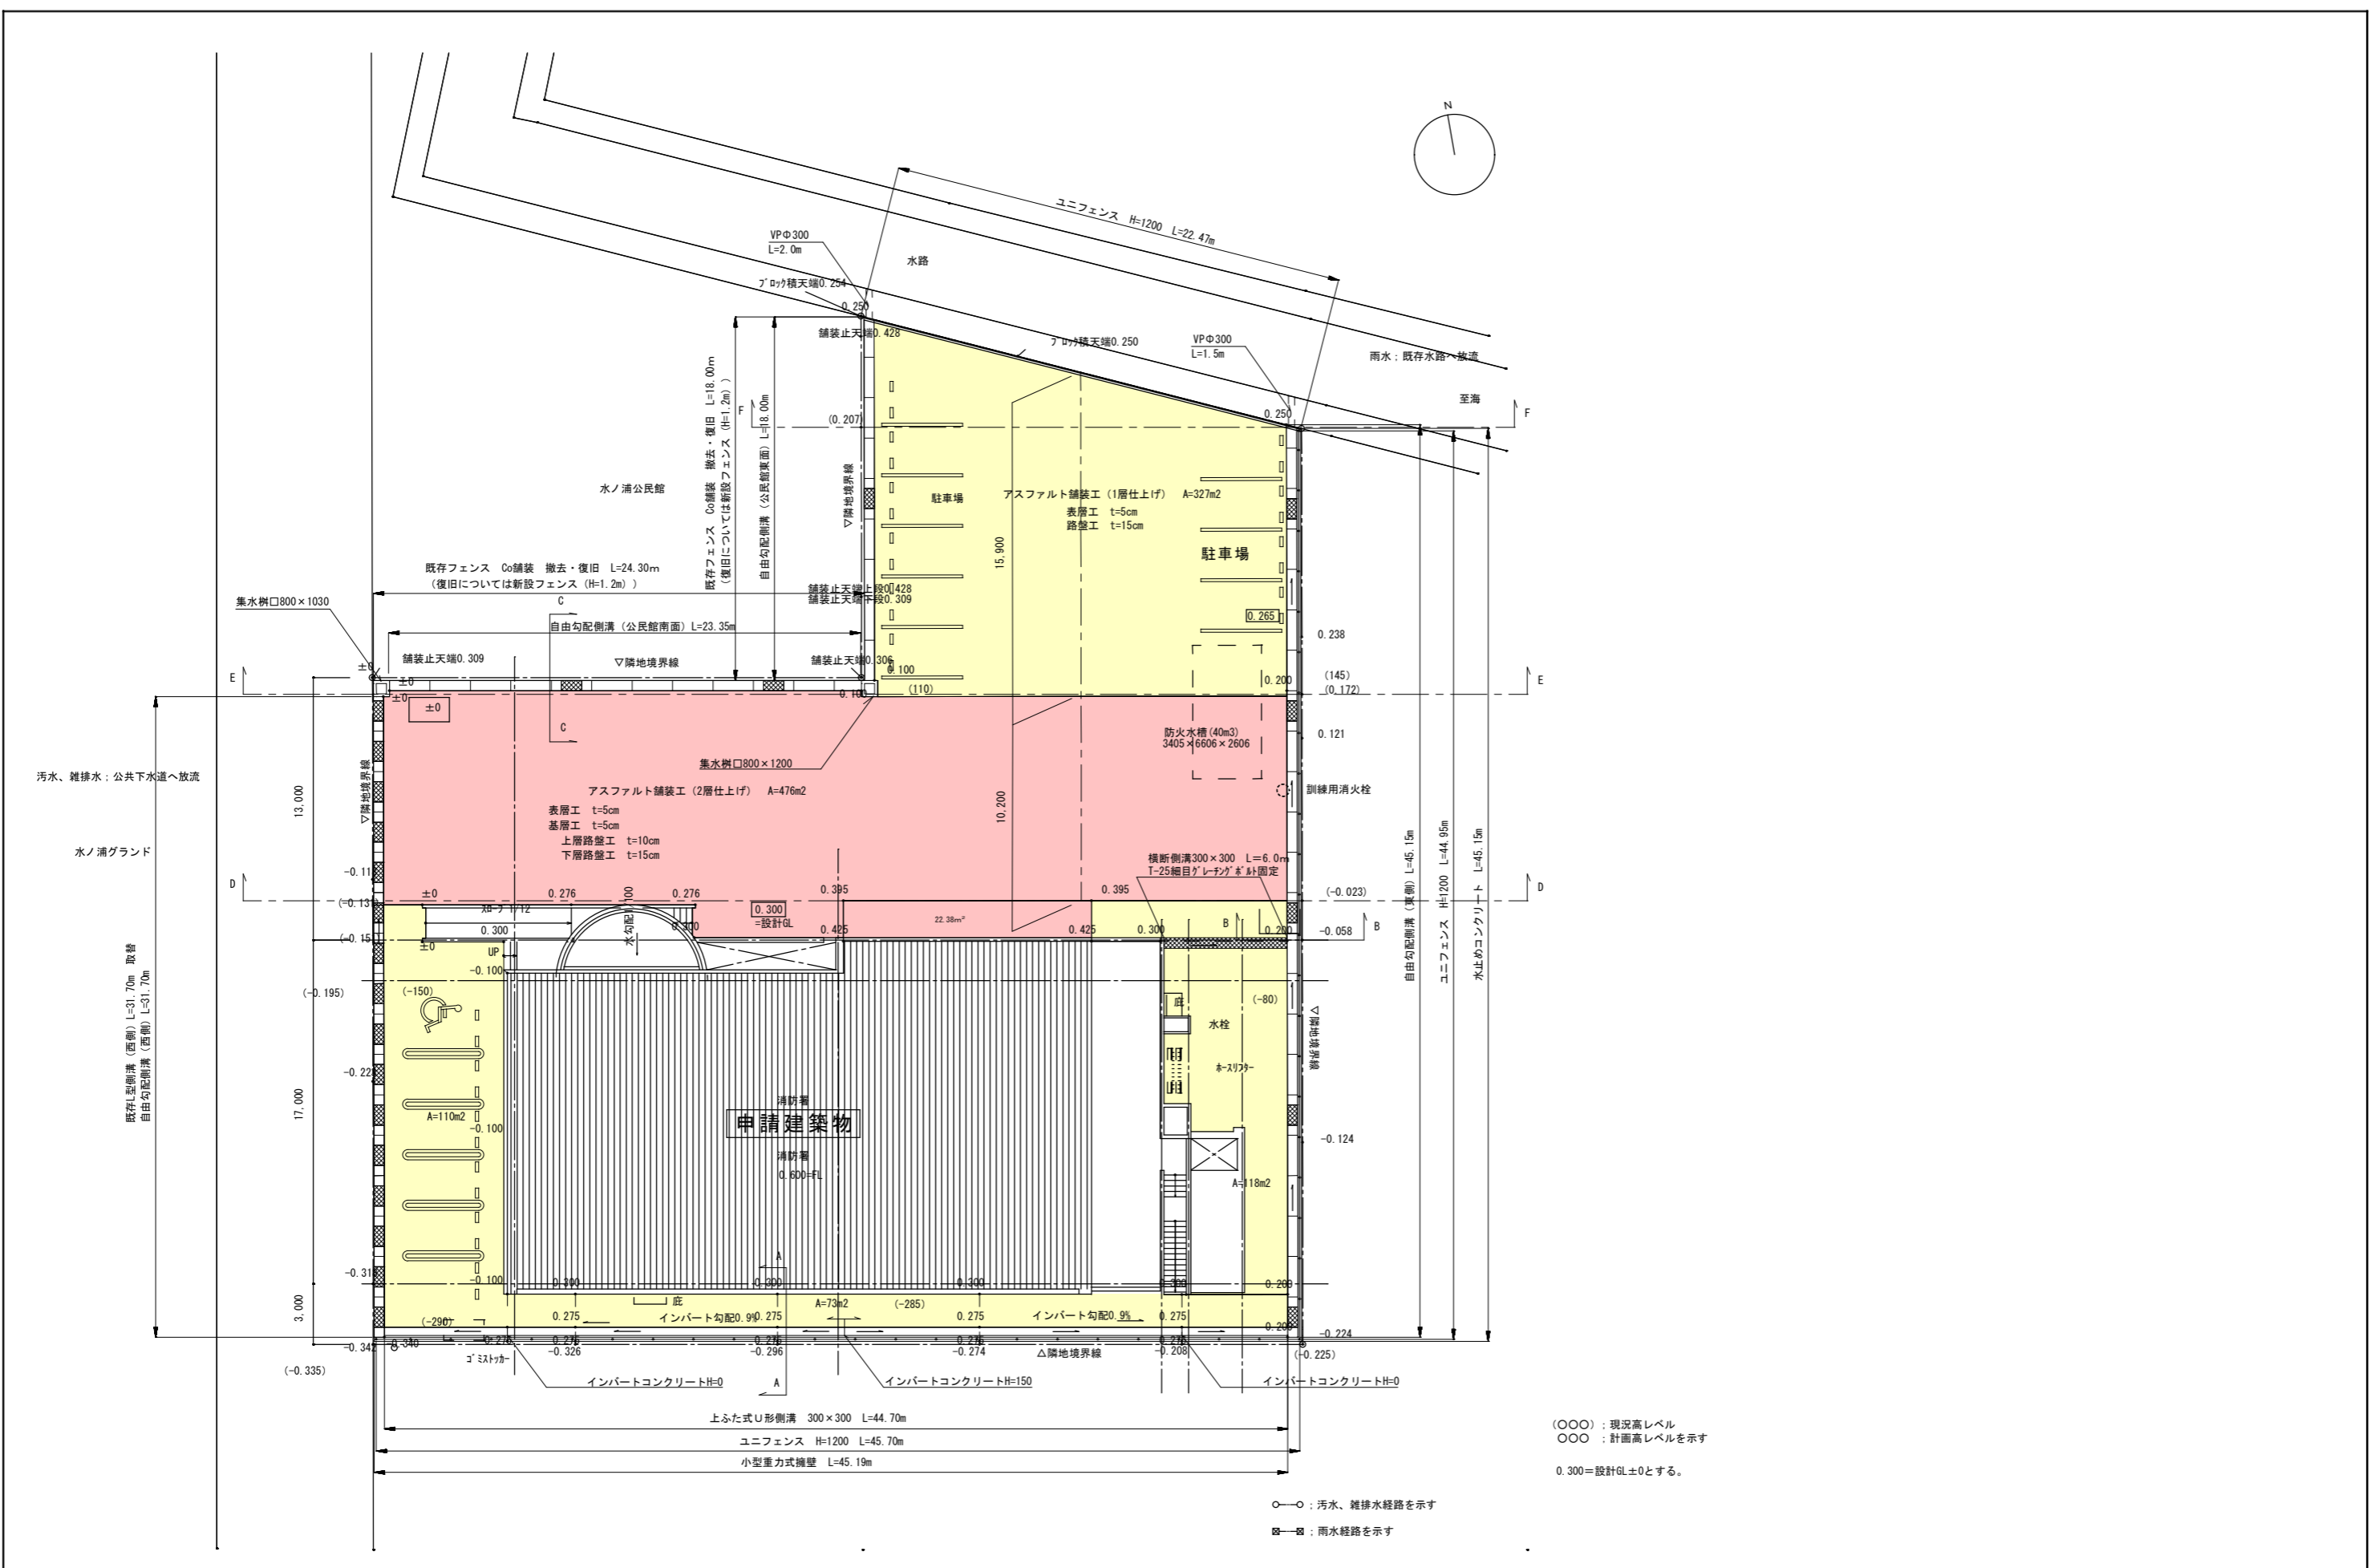 N
ユニフェンス H=1200 L=22.47m
VPΦ300
L=2.0m
水路
ブロック積天端0.254
0.250
舗装止天端0.428
ブロック積天端0.250
VPΦ300
L=1.5m
雨水;既存水路へ放流
至海
0.250
F
F
(0.207)
既存フェンス Co舗装 撤去・復旧 L=18.00m
(復旧については新設フェンス(H=1.2m))
自由勾配側溝(公民館東面)L=18.00m
▽隣地境界線
水ノ浦公民館
駐車場
アスファルト舗装工(1層仕上げ) A=327m2
表層工 t=5cm
路盤工 t=15cm
駐車場
15,900
既存フェンス Co舗装 撤去・復旧 L=24.30m
(復旧については新設フェンス(H=1.2m))
舗装止天端上段0.428
舗装止天端下段0.309
集水桝口800×1030
C
自由勾配側溝(公民館南面)L=23.35m
0.265
0.238
舗装止天端0.309
▽隣地境界線
舗装止天端0.306
±0
±0
±0
±0
E
E
0.100
0.100
(110)
0.200
(145)
(0.172)
C
防火水槽(40m3)
3405×6606×2606
0.121
集水桝口800×1200
汚水、雑排水;公共下水道へ放流
▽隣地境界線
13,000
アスファルト舗装工(2層仕上げ) A=476m2
表層工 t=5cm
基層工 t=5cm
上層路盤工 t=10cm
下層路盤工 t=15cm
10,200
訓練用消火栓
水ノ浦グランド
自由勾配側溝(東側)L=45.15m
ユニフェンス H=1200 L=44.95m
水止めコンクリート L=45.15m
横断側溝300×300 L=6.0m
T-25細目グレーチングボルト固定
D
D
±0
0.276
0.276
0.395
0.395
(-0.023)
スロープ 1/12
0.300
=設計GL
22.38m²
0.300
0.300
0.425
0.425
0.300
0.200
B
B
-0.058
±0
UP
-0.100
(-0.195)
(-150)
(-80)
庇
水栓
ホースリフター
▽隣地境界線
既存L型側溝(西側)L=31.70m 取替
自由勾配側溝(西側)L=31.70m
17,000
A=110m2
-0.100
消防署
申請建築物
消防署
0.600=FL
-0.124
A=118m2
A
-0.100
0.300
0.300
0.300
0.300
0.200
3,000
庇
A=73m2
(-285)
(-290)
0.275
インバート勾配0.9%
0.275
0.275
インバート勾配0.9%
0.275
0.200
-0.224
-0.342
-0.326
-0.296
-0.274
△隣地境界線
-0.208
(-0.225)
ゴミストッカー
(-0.335)
インバートコンクリートH=0
A
インバートコンクリートH=150
インバートコンクリートH=0
上ふた式U形側溝 300×300 L=44.70m
ユニフェンス H=1200 L=45.70m
小型重力式擁壁 L=45.19m
(○○○);現況高レベル
○○○ ;計画高レベルを示す
0.300=設計GL±0とする。
;汚水、雑排水経路を示す
;雨水経路を示す